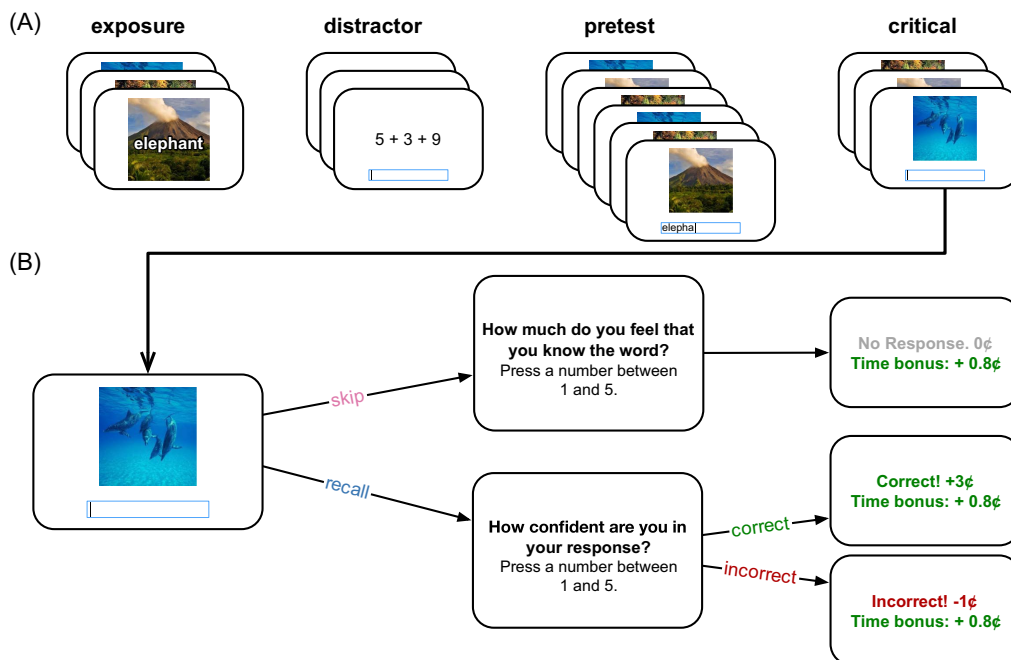 (A)
exposure
distractor
pretest
critical
elephant
5 + 3 + 9
elepha
(B)
How much do you feel that
you know the word?
Press a number between
1 and 5.
No Response. 0¢
Time bonus: + 0.8¢
skip
recall
How confident are you in
your response?
Press a number between
1 and 5.
correct
incorrect
Correct! +3¢
Time bonus: + 0.8¢
Incorrect! -1¢
Time bonus: + 0.8¢